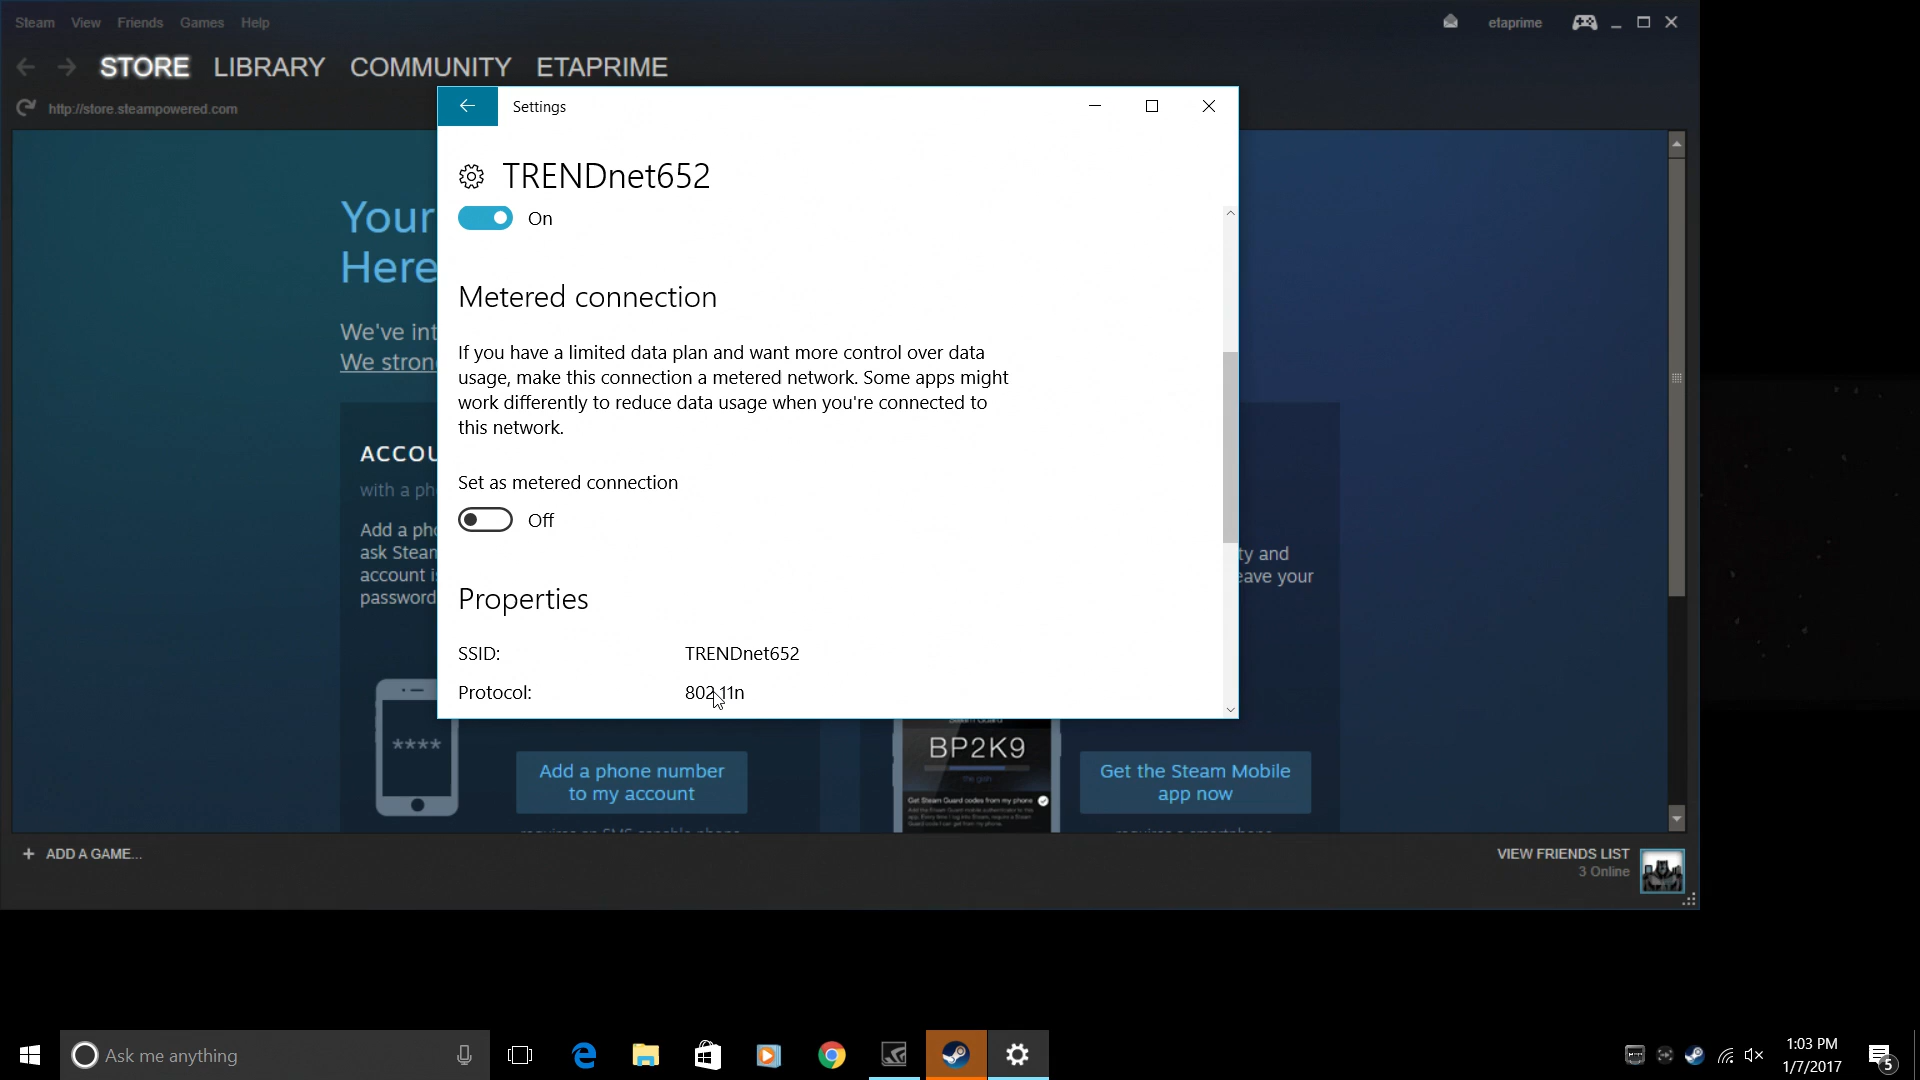 Steam View Friends Games Help
etaprime
STORE LIBRARY COMMUNITY ETAPRIME
http://store.steampowered.com
Settings
TRENDnet652
On
Metered connection
If you have a limited data plan and want more control over data
usage, make this connection a metered network. Some apps might
work differently to reduce data usage when you're connected to
this network.
Set as metered connection
Off
Properties
SSID: TRENDnet652
Protocol: 802.11n
Your
Here
We've int
We stron
ACCOU
with a ph
Add a pho
ask Stean
account i
password
ty and
eave your
****
Add a phone number
to my account
BP2K9
Get Steam Guard codes from my phone
Get the Steam Mobile
app now
+ ADD A GAME...
VIEW FRIENDS LIST
3 Online
Ask me anything
1:03 PM
1/7/2017
5